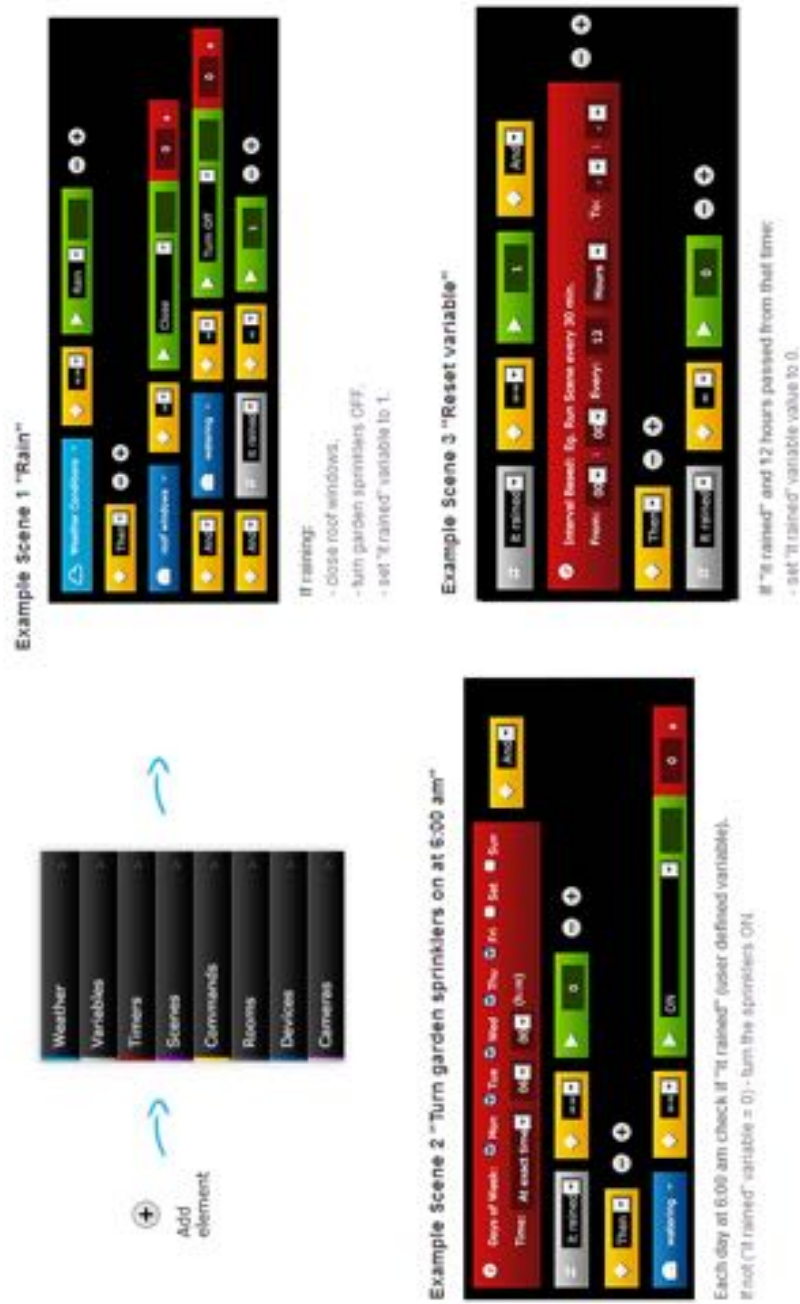 Add
element
Weather
Variables
Timers
Scenes
Commands
Rooms
Devices
Cameras
Example Scene 1 "Rain"
Weather Conditions == Rain
Then
roof windows = Close 0 s
And watering = Turn Off 0 s
And It rained = 1
If raining:
- close roof windows,
- turn garden sprinklers OFF,
- set "it rained" variable to 1.
Example Scene 2 "Turn garden sprinklers on at 6:00 am"
Days of Week: Mon Tue Wed Thu Fri Sat Sun And
Time: At exact time 06 00 (h:m)
It rained == 0
Then
watering == ON 0 s
Each day at 6:00 am check if "it rained" (user defined variable).
If not ("it rained" variable = 0) - turn the sprinklers ON.
Example Scene 3 "Reset variable"
It rained == 1 And
Interval Based: Eg. Run Scene every 30 min.
From: 00 : 00 Every: 12 Hours To: - : -
Then
It rained = 0
If "it rained" and 12 hours passed from that time:
- set "it rained" variable value to 0.